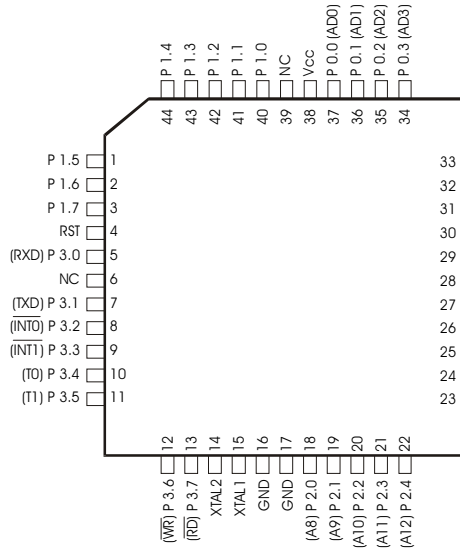 P 1.4
P 1.3
P 1.2
P 1.1
P 1.0
NC
Vcc
P 0.0 (AD0)
P 0.1 (AD1)
P 0.2 (AD2)
P 0.3 (AD3)
44
43
42
41
40
39
38
37
36
35
34
P 1.5 1
P 1.6 2
P 1.7 3
RST 4
(RXD) P 3.0 5
NC 6
(TXD) P 3.1 7
(INT0) P 3.2 8
(INT1) P 3.3 9
(T0) P 3.4 10
(T1) P 3.5 11
33
32
31
30
29
28
27
26
25
24
23
12
13
14
15
16
17
18
19
20
21
22
(WR) P 3.6
(RD) P 3.7
XTAL2
XTAL1
GND
GND
(A8) P 2.0
(A9) P 2.1
(A10) P 2.2
(A11) P 2.3
(A12) P 2.4